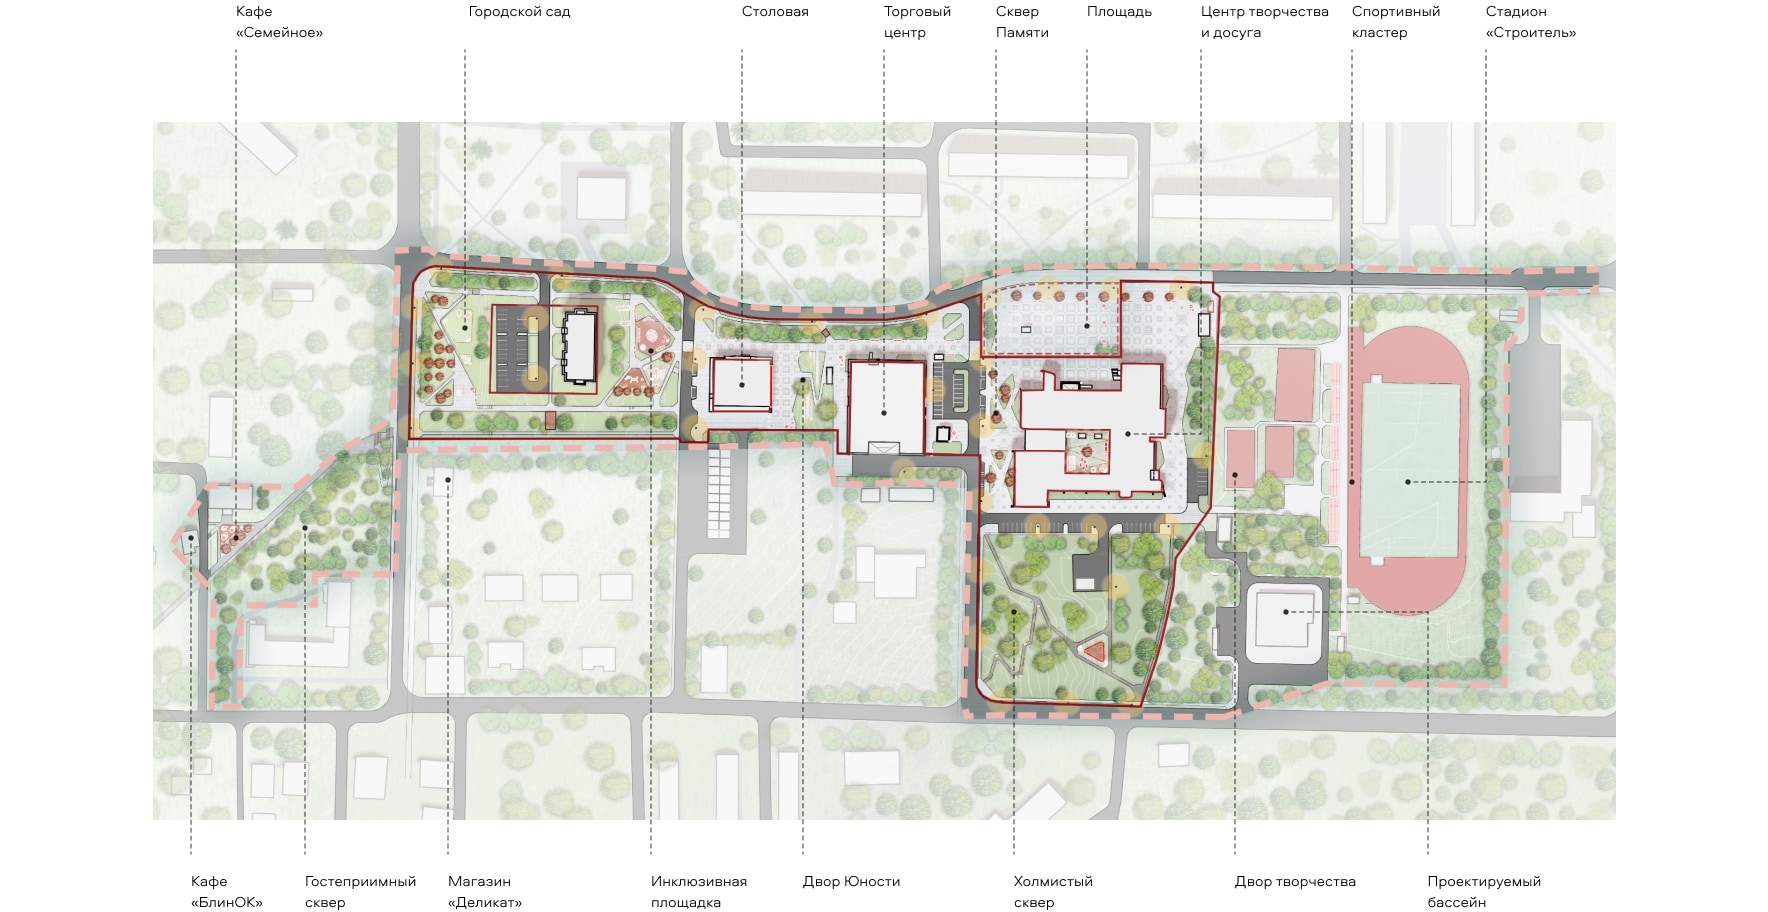 Кафе
«Семейное»
Городской сад
Столовая
Торговый
центр
Сквер
Памяти
Площадь
Центр творчества
и досуга
Спортивный
кластер
Стадион
«Строитель»
Кафе
«БлинОК»
Гостеприимный
сквер
Магазин
«Деликат»
Инклюзивная
площадка
Двор Юности
Холмистый
сквер
Двор творчества
Проектируемый
бассейн